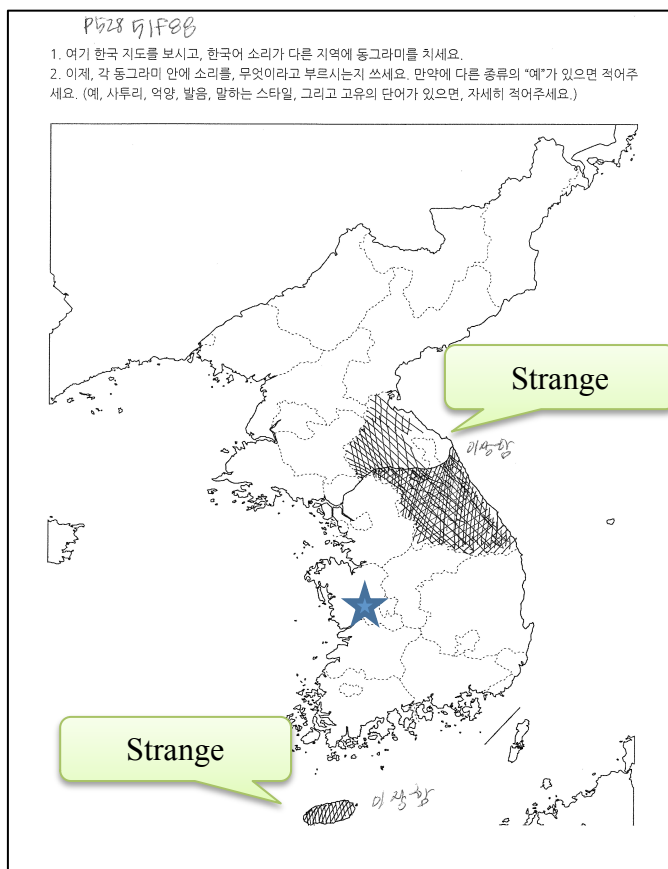 P528 51F88
1. 여기 한국 지도를 보시고, 한국어 소리가 다른 지역에 동그라미를 치세요.
2. 이제, 각 동그라미 안에 소리를, 무엇이라고 부르시는지 쓰세요. 만약에 다른 종류의 “예”가 있으면 적어주
세요. (예, 사투리, 억양, 발음, 말하는 스타일, 그리고 고유의 단어가 있으면, 자세히 적어주세요.)
Strange
이상함
Strange
이상함